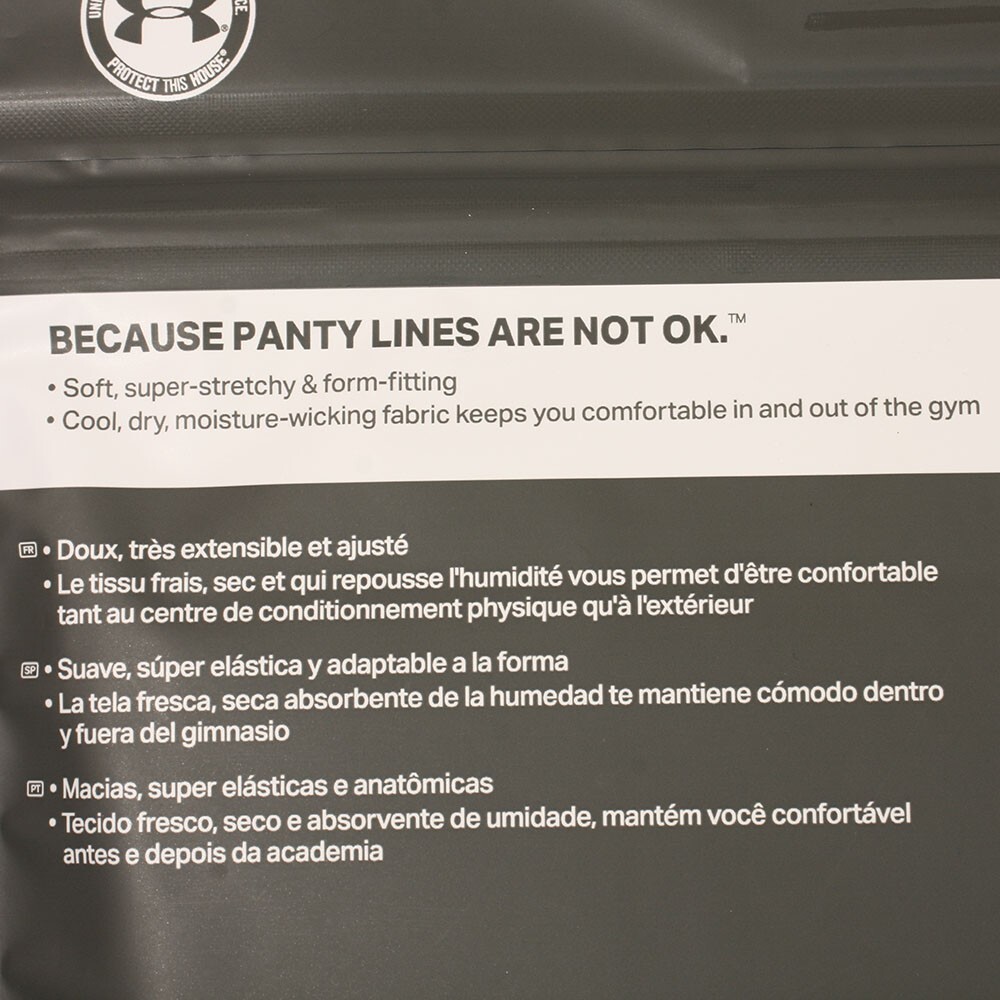 PROTECT THIS HOUSE.®
BECAUSE PANTY LINES ARE NOT OK.™
• Soft, super-stretchy & form-fitting
• Cool, dry, moisture-wicking fabric keeps you comfortable in and out of the gym
FR • Doux, très extensible et ajusté
• Le tissu frais, sec et qui repousse l'humidité vous permet d'être confortable
tant au centre de conditionnement physique qu'à l'extérieur
SP • Suave, súper elástica y adaptable a la forma
• La tela fresca, seca absorbente de la humedad te mantiene cómodo dentro
y fuera del gimnasio
PT • Macias, super elásticas e anatômicas
• Tecido fresco, seco e absorvente de umidade, mantém você confortável
antes e depois da academia